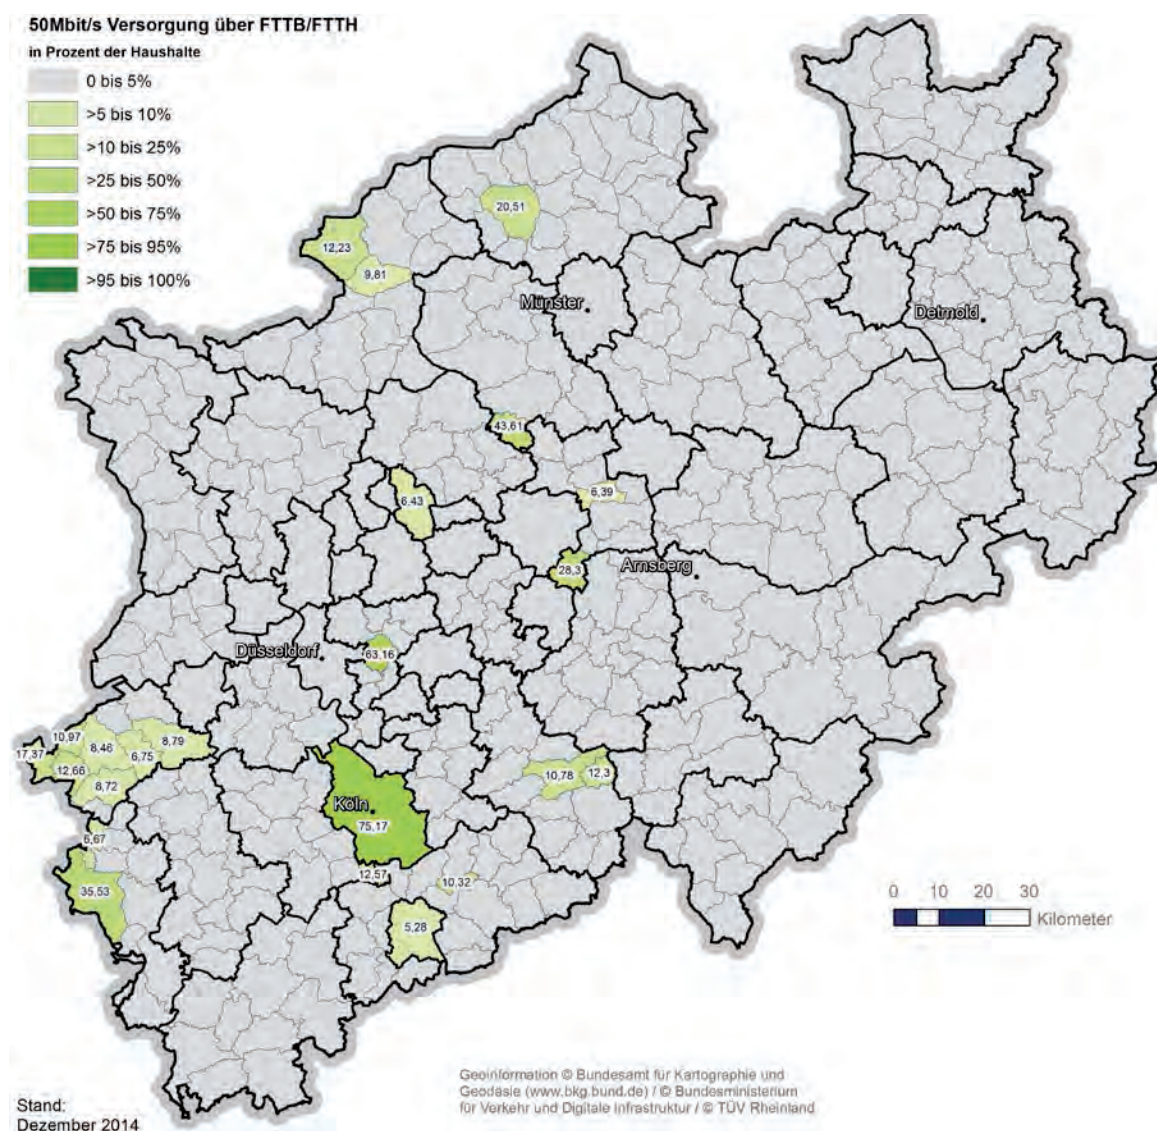 50Mbit/s Versorgung über FTTB/FTTH
in Prozent der Haushalte
0 bis 5%
>5 bis 10%
>10 bis 25%
>25 bis 50%
>50 bis 75%
>75 bis 95%
>95 bis 100%
20,51
12,23
9,81
Münster
Detmold
43,61
6,39
6,43
28,3
Arnsberg
Düsseldorf
63,16
10,97
8,46
8,79
17,37
6,75
12,66
8,72
10,78
12,3
Köln
75,17
5,67
12,57
10,32
35,53
5,28
0 10 20 30
Kilometer
Geoinformation © Bundesamt für Kartographie und
Geodäsie (www.bkg.bund.de) / © Bundesministerium
für Verkehr und Digitale Infrastruktur / © TÜV Rheinland
Stand:
Dezember 2014